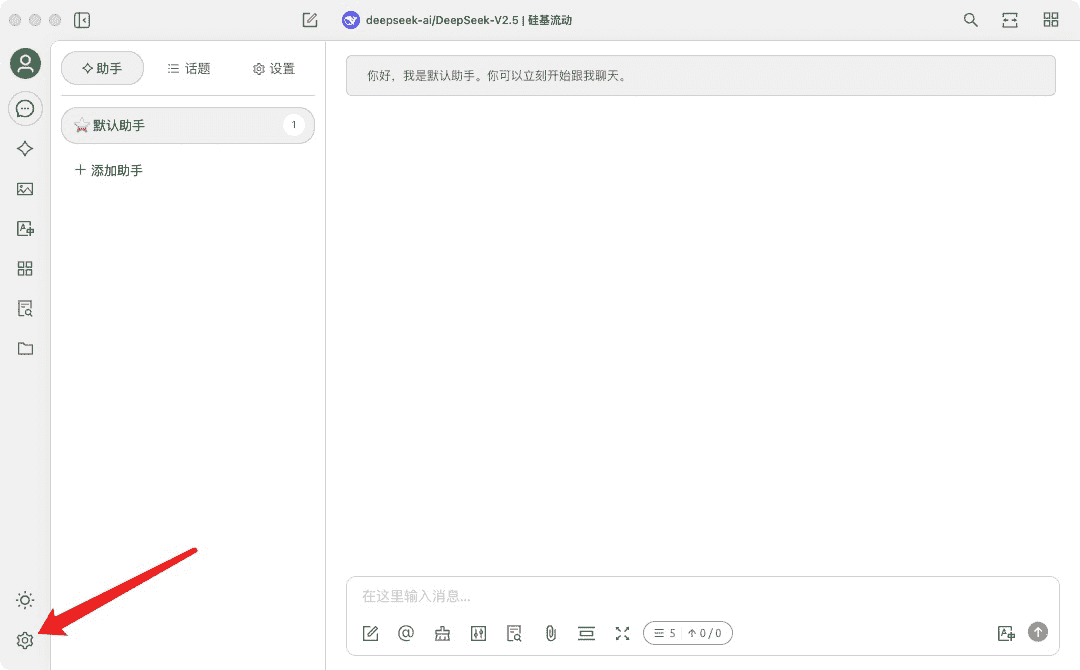 deepseek-ai/DeepSeek-V2.5 | 硅基流动
助手 话题 设置
默认助手 1
添加助手
你好，我是默认助手。你可以立刻开始跟我聊天。
在这里输入消息...
5 0 / 0